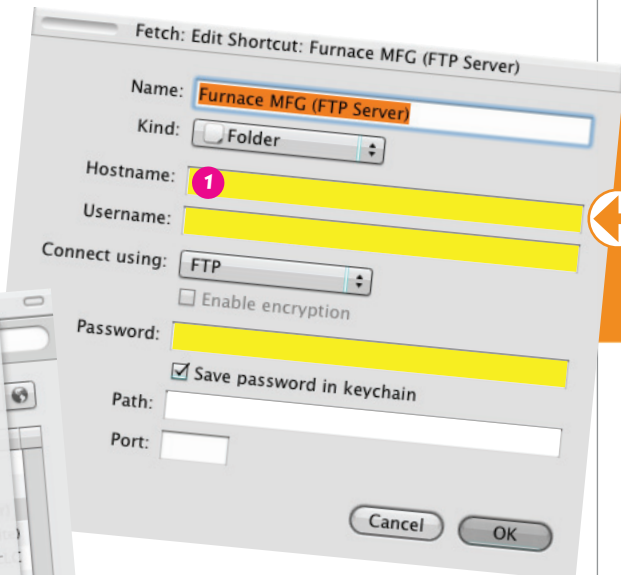 Fetch: Edit Shortcut: Furnace MFG (FTP Server)
Name: Furnace MFG (FTP Server)
Kind: Folder
Hostname: 1
Username:
Connect using: FTP
Enable encryption
Password:
Save password in keychain
Path:
Port:
Cancel OK